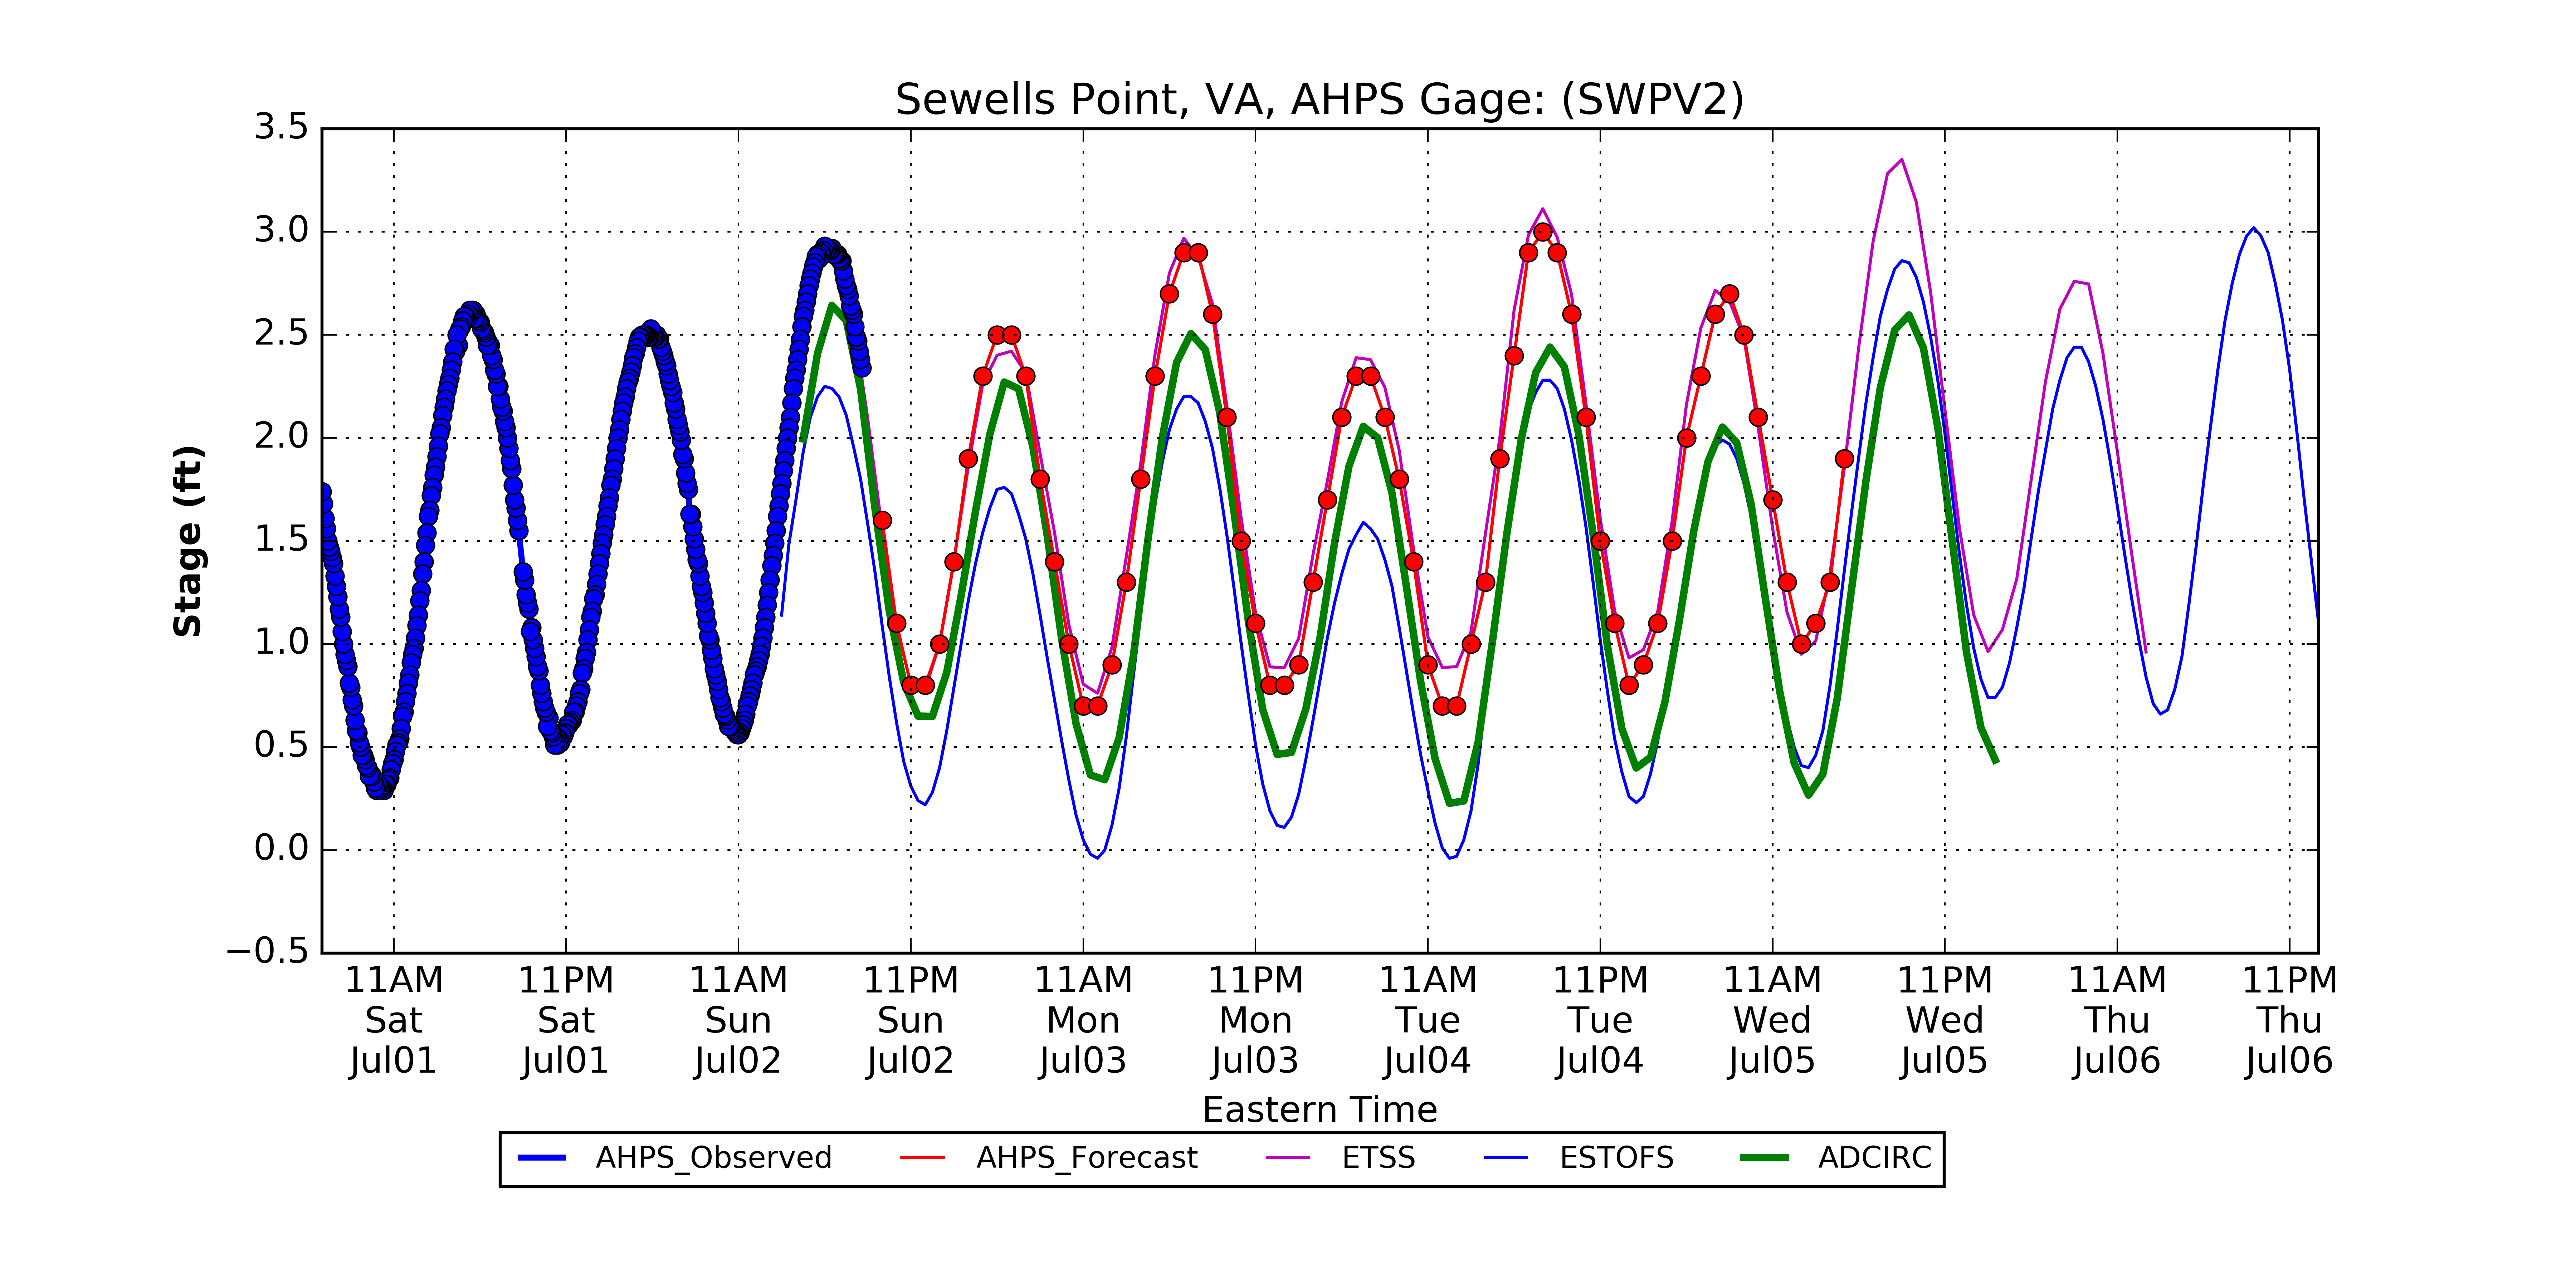 Sewells Point, VA, AHPS Gage: (SWPV2)
Stage (ft)
3.5
3.0
2.5
2.0
1.5
1.0
0.5
0.0
−0.5
11AM 11PM 11AM 11PM 11AM 11PM 11AM 11PM 11AM 11PM 11AM 11PM
Sat Sat Sun Sun Mon Mon Tue Tue Wed Wed Thu Thu
Jul01 Jul01 Jul02 Jul02 Jul03 Jul03 Jul04 Jul04 Jul05 Jul05 Jul06 Jul06
Eastern Time
AHPS_Observed AHPS_Forecast ETSS ESTOFS ADCIRC